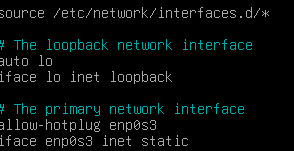 source /etc/network/interfaces.d/*
# The loopback network interface
auto lo
iface lo inet loopback
# The primary network interface
allow-hotplug enp0s3
iface enp0s3 inet static